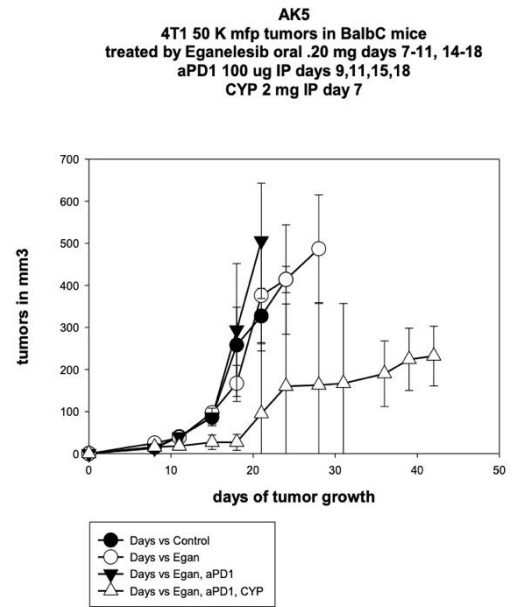 AK5
4T1 50 K mfp tumors in BalbC mice
treated by Eganelesib oral .20 mg days 7-11, 14-18
aPD1 100 ug IP days 9,11,15,18
CYP 2 mg IP day 7
700
600
500
400
300
200
100
0
tumors in mm3
0
10
20
30
40
50
days of tumor growth
Days vs Control
Days vs Egan
Days vs Egan, aPD1
Days vs Egan, aPD1, CYP